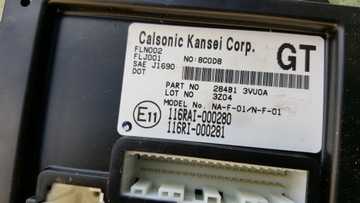 Calsonic Kansei Corp.
GT
FLN002
FLJ001 NO:8C0D8
SAE J1690
DOT
PART NO 28481 3VU0A
LOT NO 3Z04
MODEL No. NA-F-01/N-F-01
E11 116RAI-000280
116RI-000281